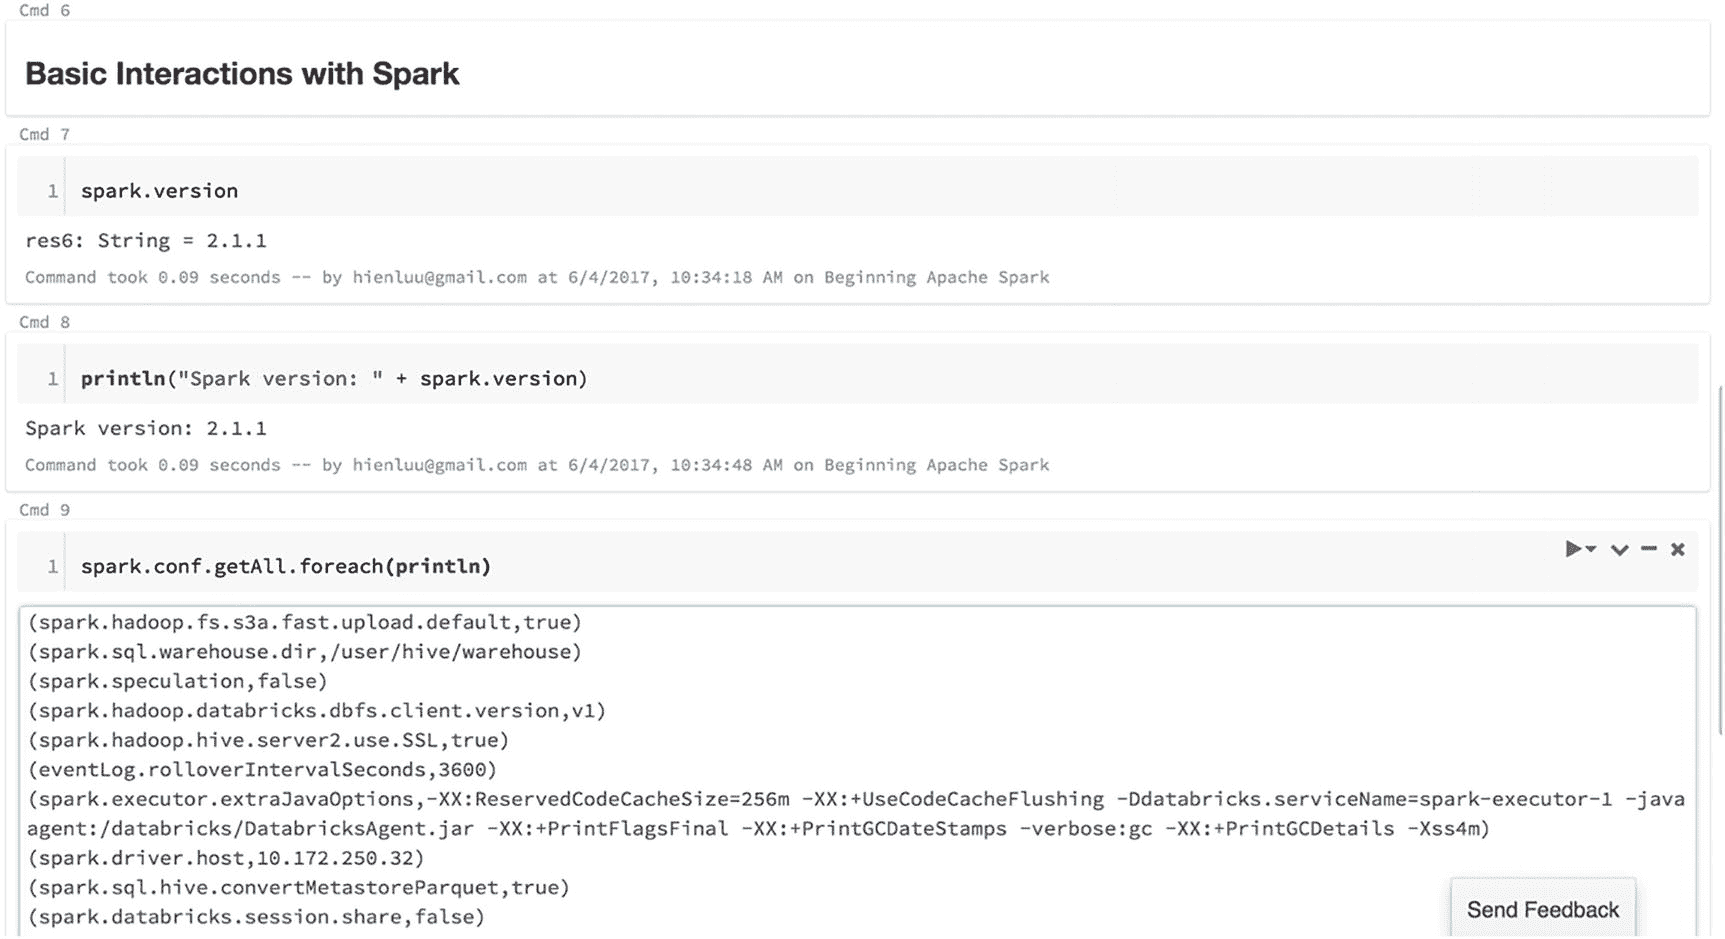 Cmd 6
Basic Interactions with Spark
Cmd 7
1 spark.version
res6: String = 2.1.1
Command took 0.09 seconds -- by hienluu@gmail.com at 6/4/2017, 10:34:18 AM on Beginning Apache Spark
Cmd 8
1 println("Spark version: " + spark.version)
Spark version: 2.1.1
Command took 0.09 seconds -- by hienluu@gmail.com at 6/4/2017, 10:34:48 AM on Beginning Apache Spark
Cmd 9
1 spark.conf.getAll.foreach(println)
(spark.hadoop.fs.s3a.fast.upload.default,true)
(spark.sql.warehouse.dir,/user/hive/warehouse)
(spark.speculation,false)
(spark.hadoop.databricks.dbfs.client.version,v1)
(spark.hadoop.hive.server2.use.SSL,true)
(eventLog.rolloverIntervalSeconds,3600)
(spark.executor.extraJavaOptions,-XX:ReservedCodeCacheSize=256m -XX:+UseCodeCacheFlushing -Ddatabricks.serviceName=spark-executor-1 -java
agent:/databricks/DatabricksAgent.jar -XX:+PrintFlagsFinal -XX:+PrintGCDateStamps -verbose:gc -XX:+PrintGCDetails -Xss4m)
(spark.driver.host,10.172.250.32)
(spark.sql.hive.convertMetastoreParquet,true)
(spark.databricks.session.share,false)
Send Feedback